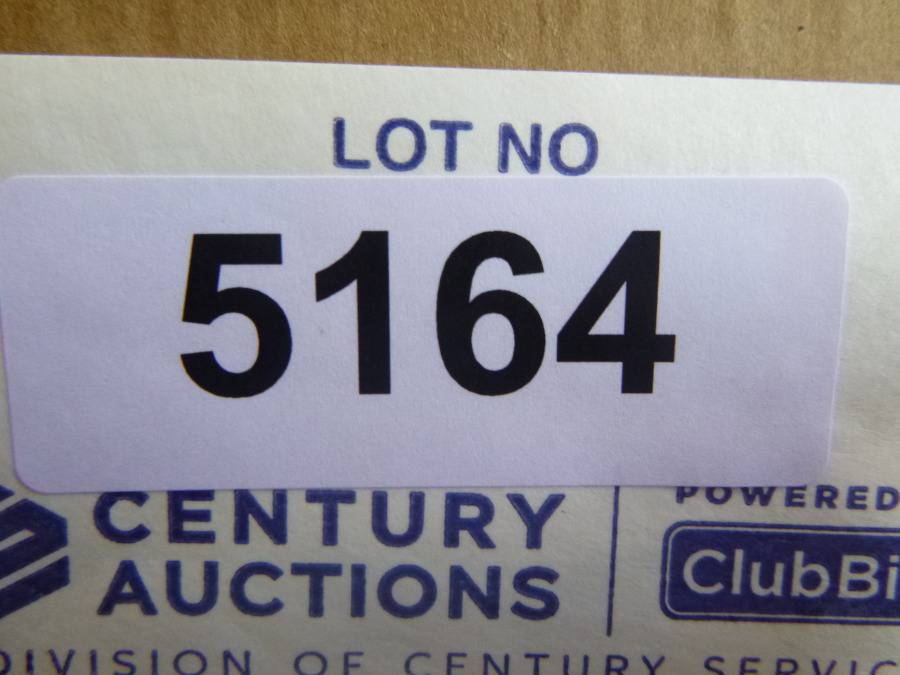 LOT NO
5164
CENTURY
AUCTIONS
POWERED
ClubBi
DIVISION OF CENTURY SERVIC